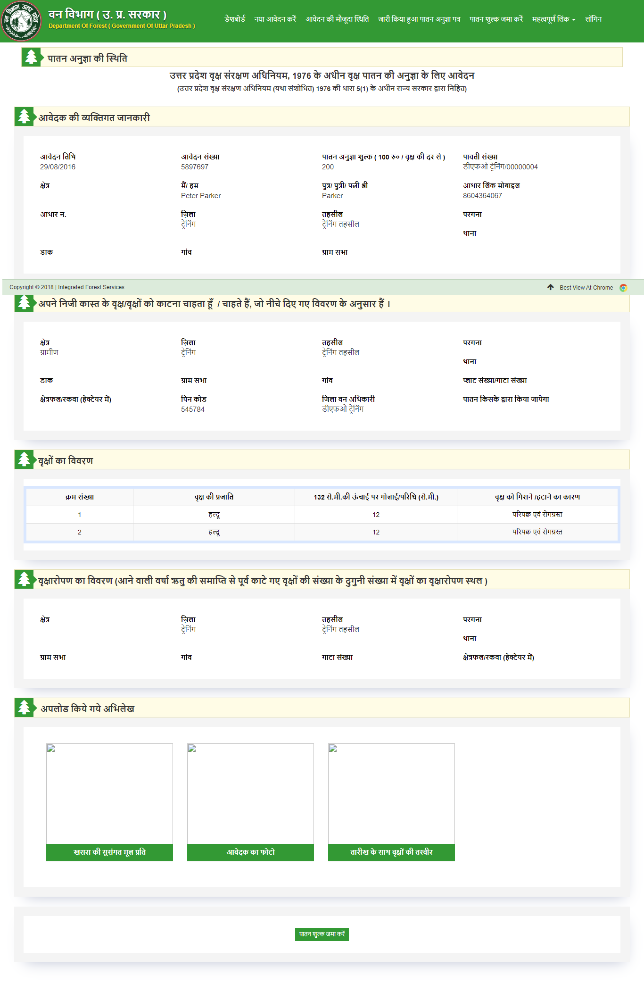 वन विभाग उत्तर प्रदेश
वन विभाग ( उ. प्र. सरकार )
Department Of Forest ( Government Of Uttar Pradesh )
डैशबोर्ड नया आवेदन करें आवेदन की मौजूदा स्थिति जारी किया हुआ पातन अनुज्ञा पत्र पातन शुल्क जमा करें महत्वपूर्ण लिंक लॉगिन
पातन अनुज्ञा की स्थिति
उत्तर प्रदेश वृक्ष संरक्षण अधिनियम, 1976 के अधीन वृक्ष पातन की अनुज्ञा के लिए आवेदन
(उत्तर प्रदेश वृक्ष संरक्षण अधिनियम (यथा संशोधित) 1976 की धारा 5(1) के अधीन राज्य सरकार द्वारा निहित)
आवेदक की व्यक्तिगत जानकारी
आवेदन तिथि आवेदन संख्या पातन अनुज्ञा शुल्क ( 100 रु० / वृक्ष की दर से ) पावती संख्या
29/08/2016 5897697 200 डीएफओ ट्रेनिंग/00000004
क्षेत्र मैं/ हम पुत्र/ पुत्री/ पत्नी श्री आधार लिंक मोबाइल
Peter Parker Parker 8604364067
आधार न. ज़िला तहसील परगना
ट्रेनिंग ट्रेनिंग तहसील
थाना
डाक गांव ग्राम सभा
Copyright © 2018 | Integrated Forest Services Best View At Chrome
अपने निजी कास्त के वृक्ष/वृक्षों को काटना चाहता हूँ / चाहते हैं, जो नीचे दिए गए विवरण के अनुसार हैं ।
क्षेत्र ज़िला तहसील परगना
ग्रामीण ट्रेनिंग ट्रेनिंग तहसील
थाना
डाक ग्राम सभा गांव प्लाट संख्या/गाटा संख्या
क्षेत्रफल/रकवा (हेक्टेयर में) पिन कोड जिला वन अधिकारी पातन किसके द्वारा किया जायेगा
545784 डीएफओ ट्रेनिंग
वृक्षों का विवरण
क्रम संख्या वृक्ष की प्रजाति 132 से.मी.की ऊंचाई पर गोलाई/परिधि (से.मी.) वृक्ष को गिराने /हटाने का कारण
1 हल्दू 12 परिपक्व एवं रोगग्रस्त
2 हल्दू 12 परिपक्व एवं रोगग्रस्त
वृक्षारोपण का विवरण (आने वाली वर्षा ऋतु की समाप्ति से पूर्व काटे गए वृक्षों की संख्या के दुगुनी संख्या में वृक्षों का वृक्षारोपण स्थल )
क्षेत्र ज़िला तहसील परगना
ट्रेनिंग ट्रेनिंग तहसील
थाना
ग्राम सभा गांव गाटा संख्या क्षेत्रफल/रकवा (हेक्टेयर में)
अपलोड किये गये अभिलेख
खसरा की सुसंगत मूल प्रति आवेदक का फोटो तारीख के साथ वृक्षों की तस्वीर
पातन शुल्क जमा करें